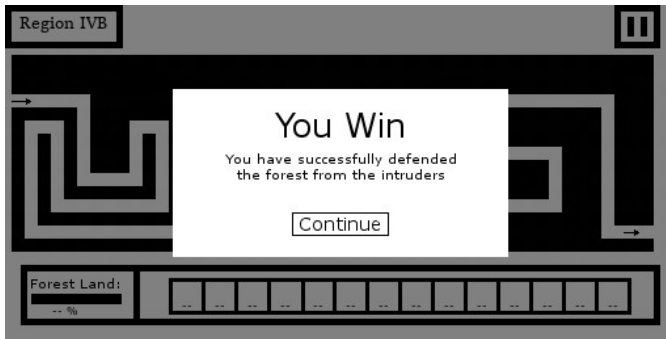 Region IVB
You Win
You have successfully defended
the forest from the intruders
Continue
Forest Land:
-- %
-- -- -- -- -- -- -- -- -- -- -- -- -- --